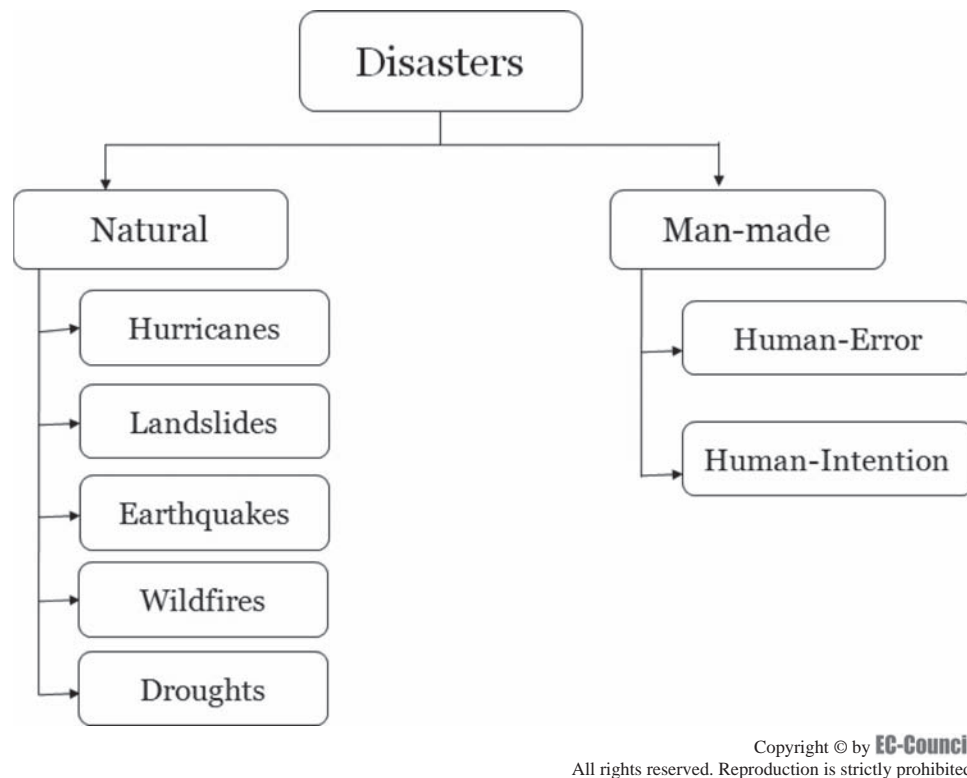 Disasters
Natural
Man-made
Hurricanes
Landslides
Earthquakes
Wildfires
Droughts
Human-Error
Human-Intention
Copyright © by EC-Counci
All rights reserved. Reproduction is strictly prohibited